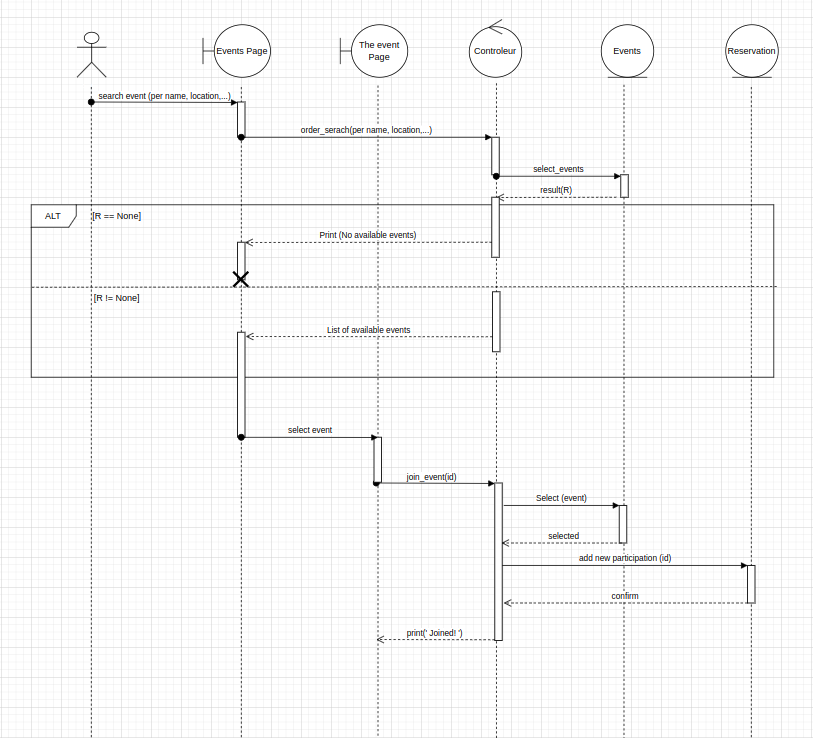 Events Page
The event
Page
Controleur
Events
Reservation
search event (per name, location,...)
order_serach(per name, location,...)
select_events
result(R)
ALT
[R == None]
Print (No available events)
[R != None]
List of available events
select event
join_event(id)
Select (event)
selected
add new participation (id)
confirm
print(' Joined! ')